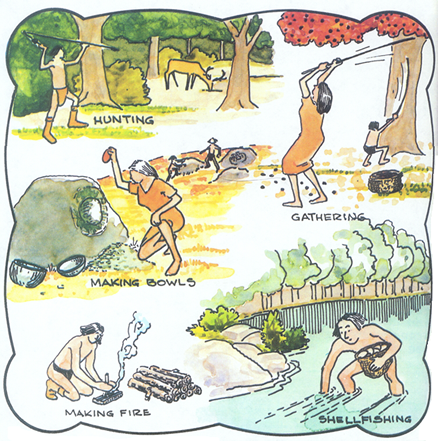 HUNTING
GATHERING
MAKING BOWLS
MAKING FIRE
SHELLFISHING